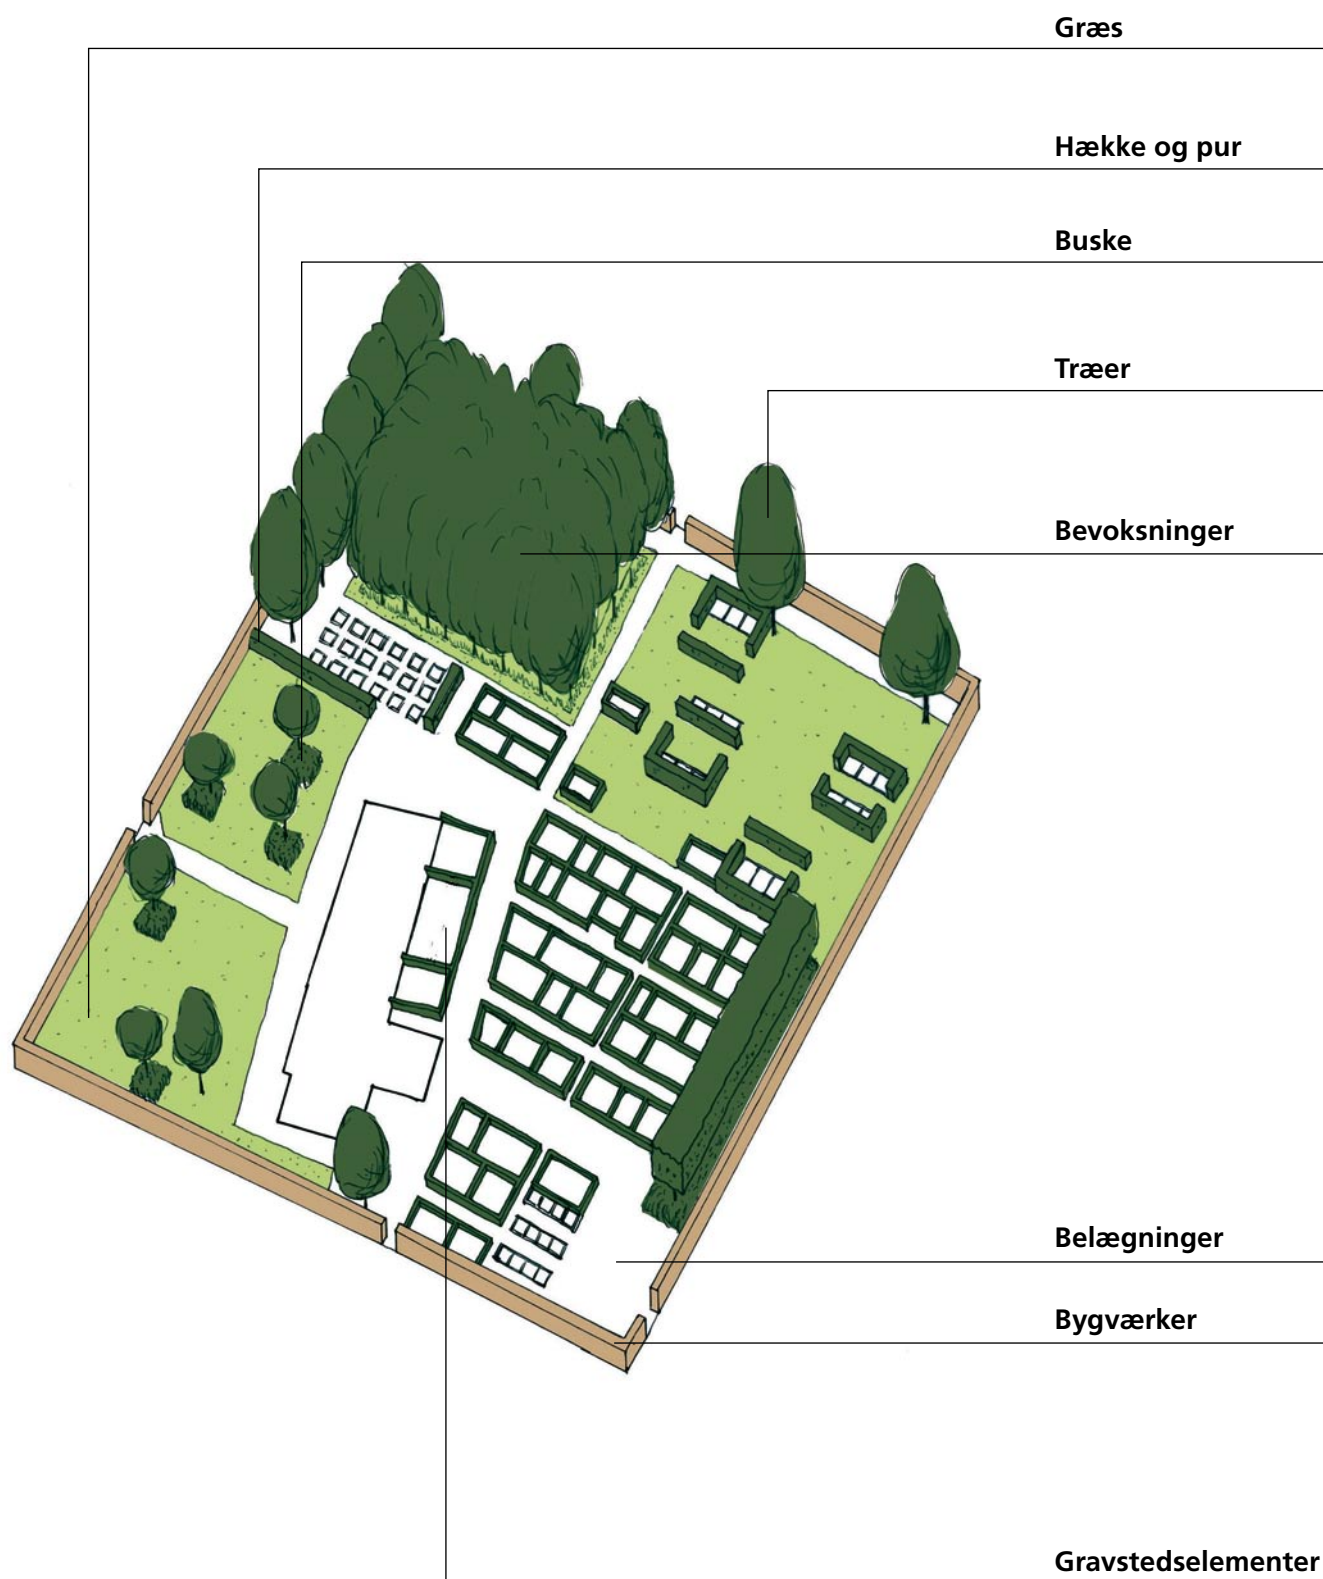 Græs
Hække og pur
Buske
Træer
Bevoksninger
Belægninger
Bygværker
Gravstedselementer